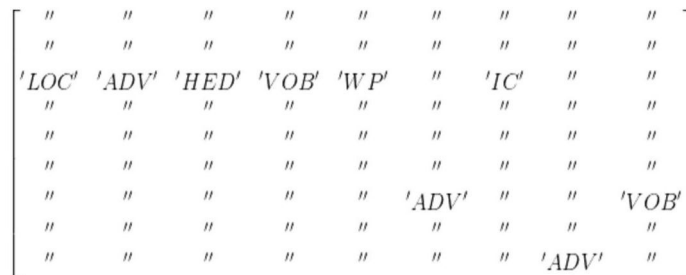 ″ ″ ″ ″ ″ ″ ″ ″ ″
″ ″ ″ ″ ″ ″ ″ ″ ″
'LOC' 'ADV' 'HED' 'VOB' 'WP' ″ 'IC' ″ ″
″ ″ ″ ″ ″ ″ ″ ″ ″
″ ″ ″ ″ ″ ″ ″ ″ ″
″ ″ ″ ″ ″ ″ ″ ″ ″
″ ″ ″ ″ ″ 'ADV' ″ ″ 'VOB'
″ ″ ″ ″ ″ ″ ″ ″ ″
″ ″ ″ ″ ″ ″ ″ 'ADV' ″